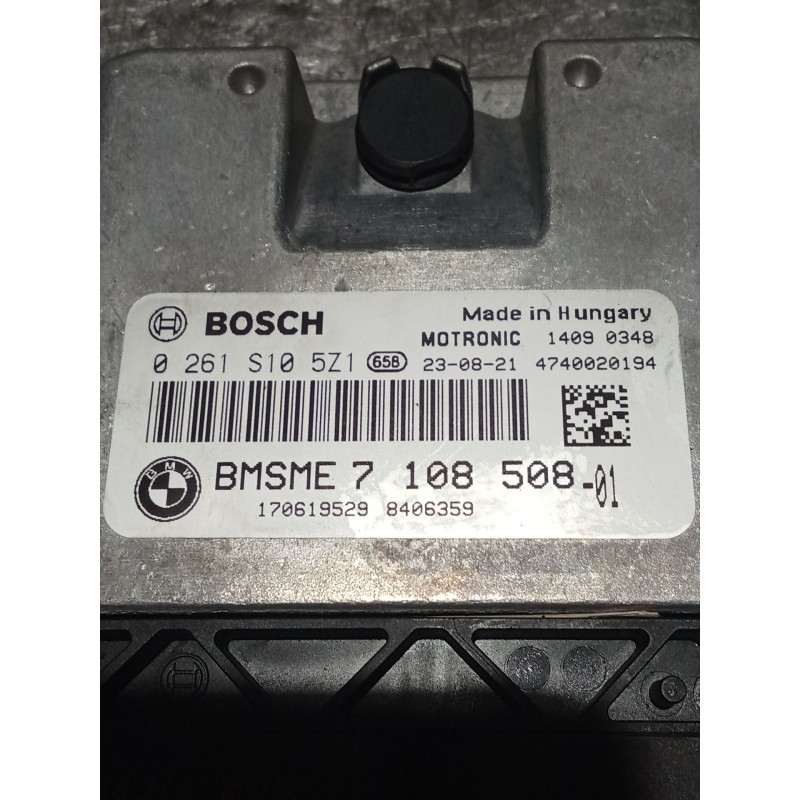 BOSCH
Made in Hungary
MOTRONIC 1409 0348
0 261 S10 5Z1 658 23-08-21 4740020194
BMW
BMSME 7 108 508-01
170619529 8406359